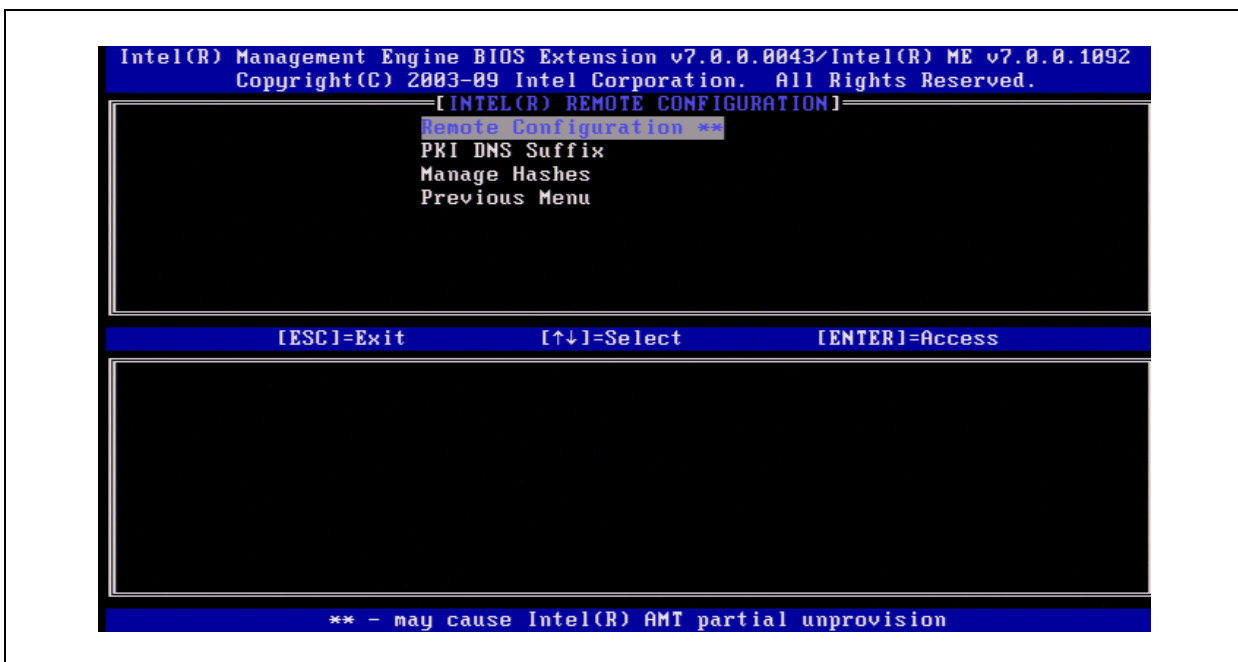 Intel(R) Management Engine BIOS Extension v7.0.0.0043/Intel(R) ME v7.0.0.1092
Copyright(C) 2003-09 Intel Corporation. All Rights Reserved.
[INTEL(R) REMOTE CONFIGURATION]
Remote Configuration **
PKI DNS Suffix
Manage Hashes
Previous Menu
[ESC]=Exit [↑↓]=Select [ENTER]=Access
** - may cause Intel(R) AMT partial unprovision